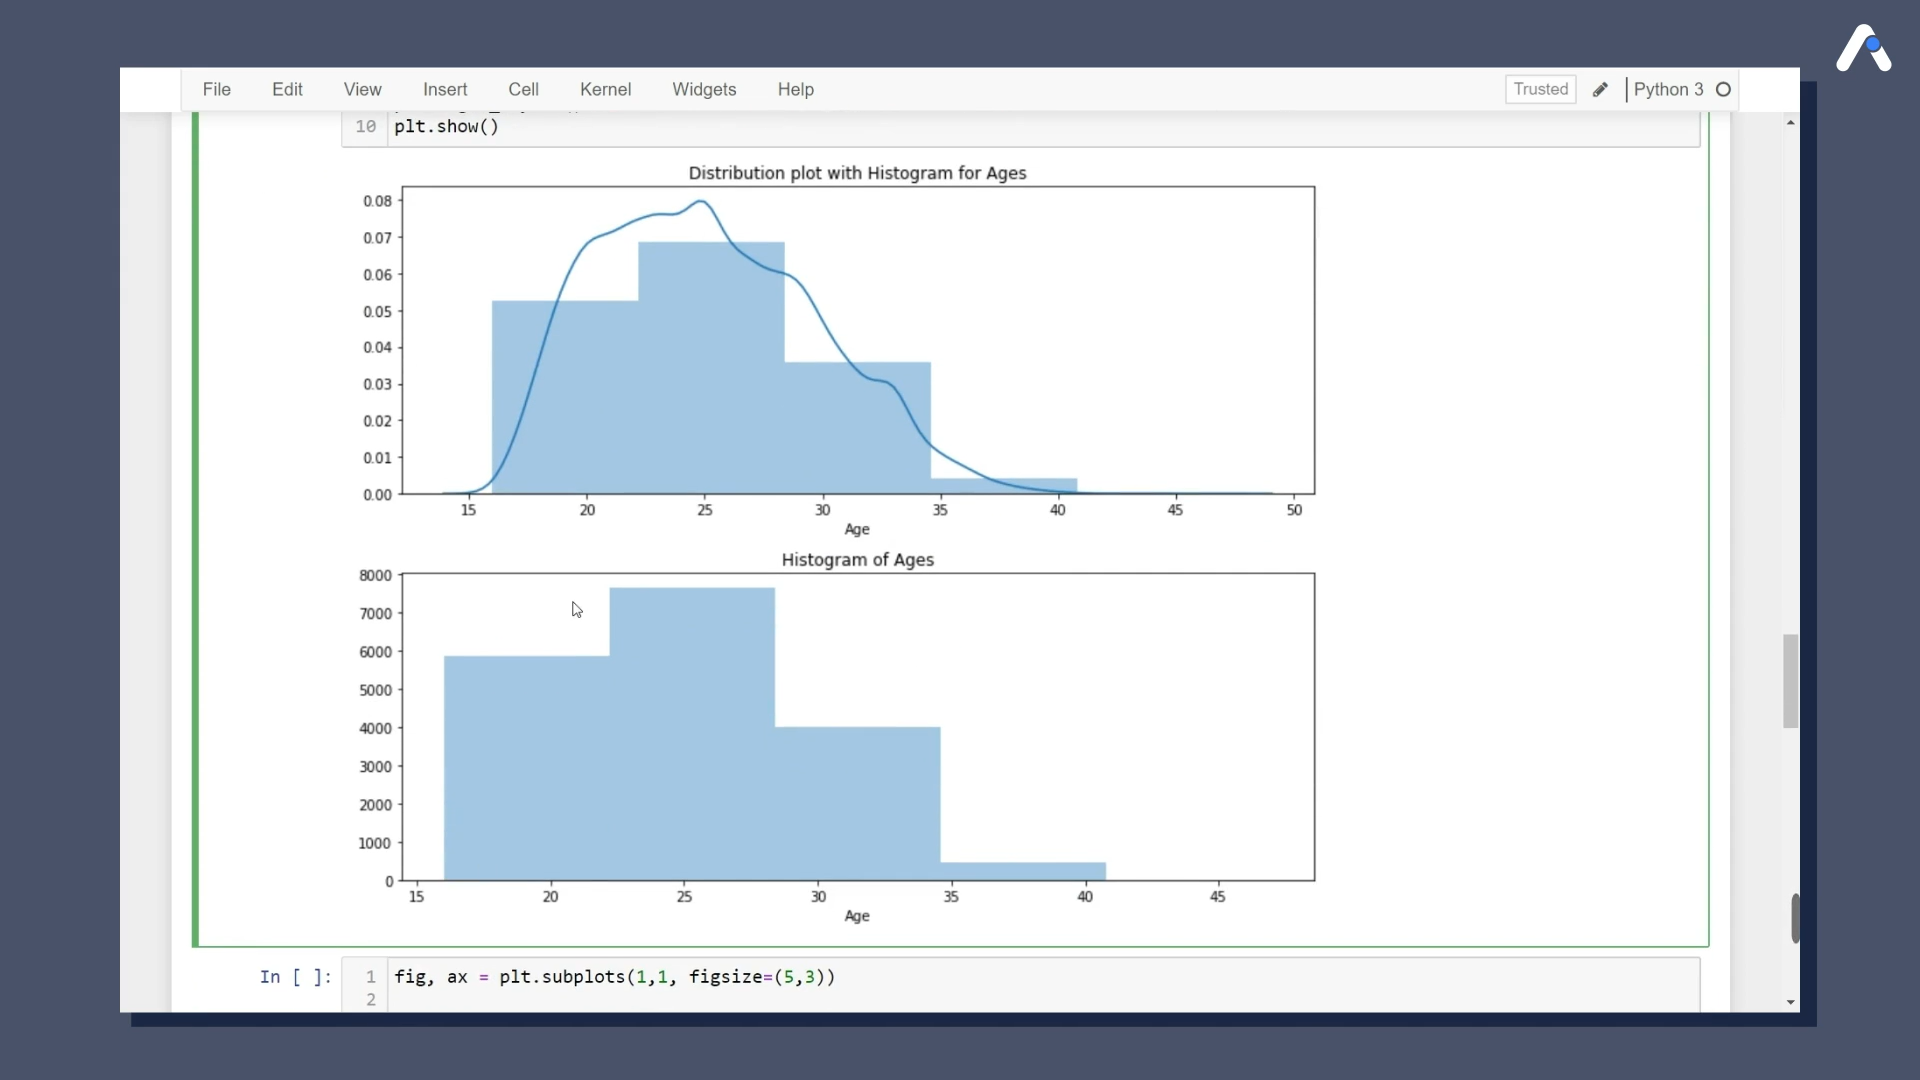 File Edit View Insert Cell Kernel Widgets Help Trusted Python 3
10 plt.show()
Distribution plot with Histogram for Ages
0.08
0.07
0.06
0.05
0.04
0.03
0.02
0.01
0.00
15 20 25 30 35 40 45 50
Age
Histogram of Ages
8000
7000
6000
5000
4000
3000
2000
1000
0
15 20 25 30 35 40 45
Age
In [ ]: 1 fig, ax = plt.subplots(1,1, figsize=(5,3))
2